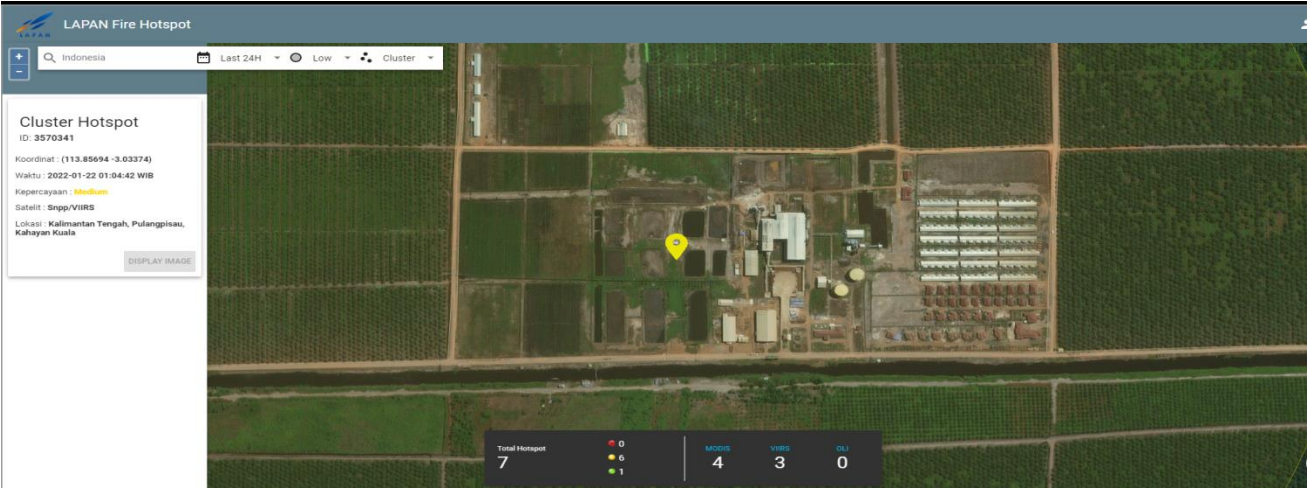 LAPAN
LAPAN Fire Hotspot
+
−
Indonesia
Last 24H
Low
Cluster
Cluster Hotspot
ID: 3570341
Koordinat : (113.85694 -3.03374)
Waktu : 2022-01-22 01:04:42 WIB
Kepercayaan : Medium
Satelit : Snpp/VIIRS
Lokasi : Kalimantan Tengah, Pulangpisau,
Kahayan Kuala
DISPLAY IMAGE
Total Hotspot
7
0
6
1
MODIS
4
VIIRS
3
OLI
0